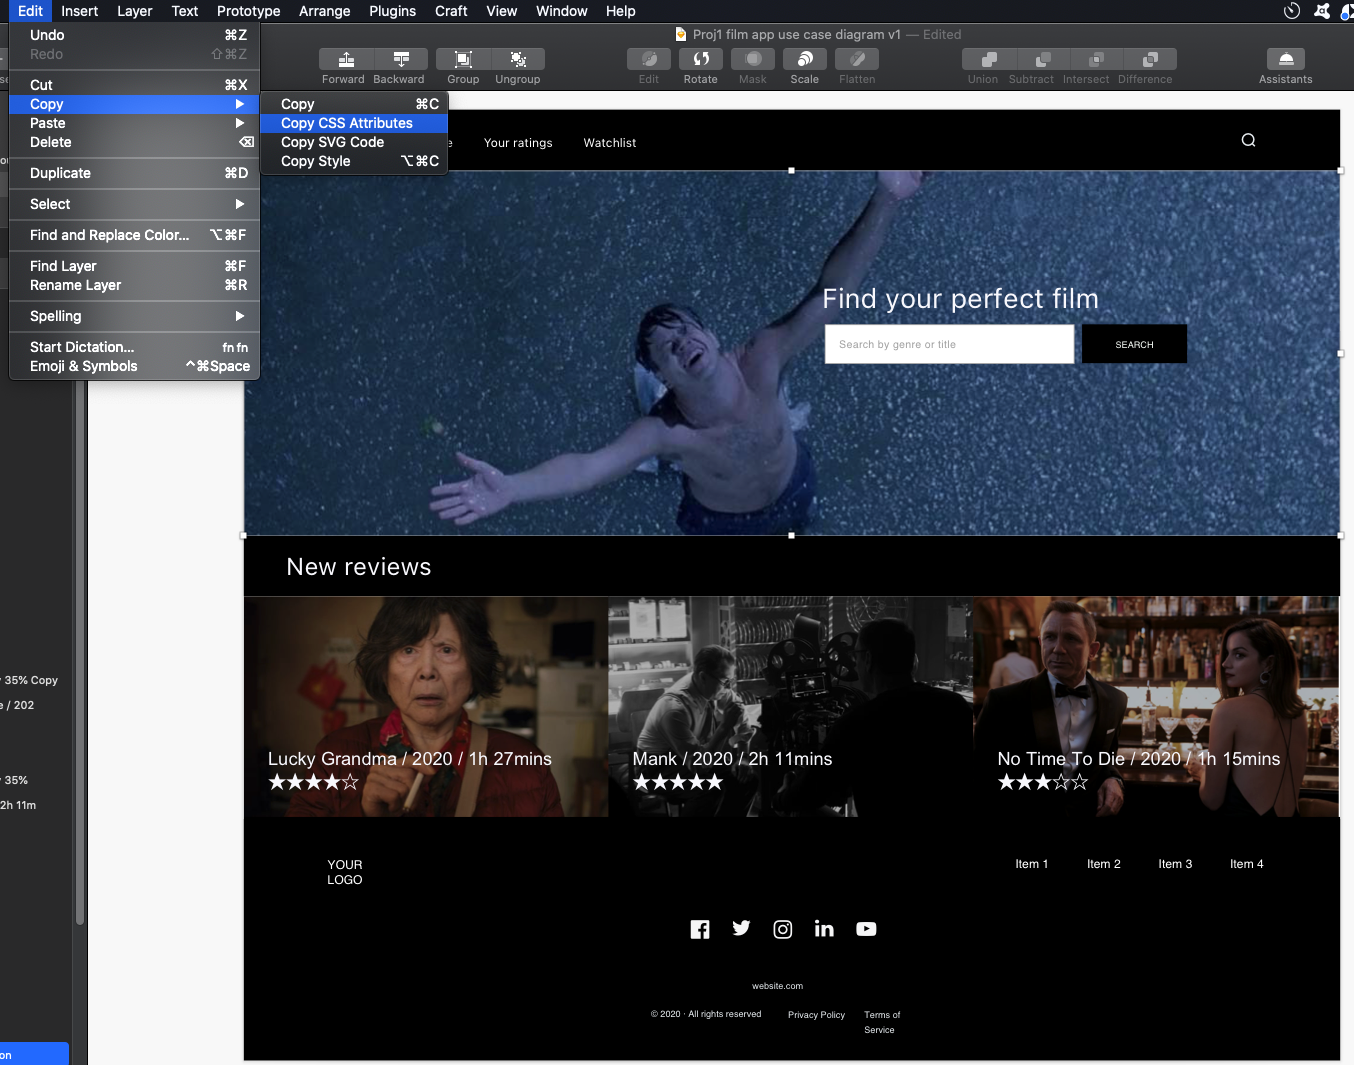 Edit Insert Layer Text Prototype Arrange Plugins Craft View Window Help
Proj1 film app use case diagram v1 — Edited
Forward Backward Group Ungroup Edit Rotate Mask Scale Flatten Union Subtract Intersect Difference Assistants
Undo ⌘Z
Redo ⇧⌘Z
Cut ⌘X
Copy
Paste
Delete
Duplicate ⌘D
Select
Find and Replace Color... ⌥⌘F
Find Layer ⌘F
Rename Layer ⌘R
Spelling
Start Dictation... fn fn
Emoji & Symbols ^⌘Space
Copy ⌘C
Copy CSS Attributes
Copy SVG Code
Copy Style ⌥⌘C
Your ratings Watchlist
Find your perfect film
Search by genre or title SEARCH
New reviews
35% Copy
/ 202
35%
2h 11m
Lucky Grandma / 2020 / 1h 27mins
★★★★☆
Mank / 2020 / 2h 11mins
★★★★★
No Time To Die / 2020 / 1h 15mins
★★★☆☆
YOUR
LOGO
Item 1 Item 2 Item 3 Item 4
website.com
© 2020 · All rights reserved Privacy Policy Terms of
Service